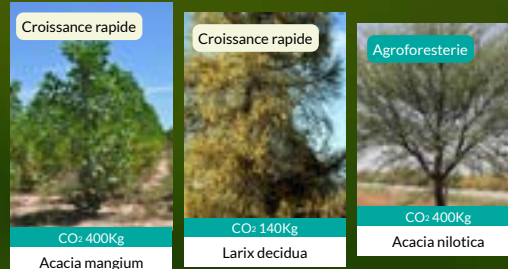 Croissance rapide
CO2 400Kg
Acacia mangium
Croissance rapide
CO2 140Kg
Larix decidua
Agroforesterie
CO2 400Kg
Acacia nilotica